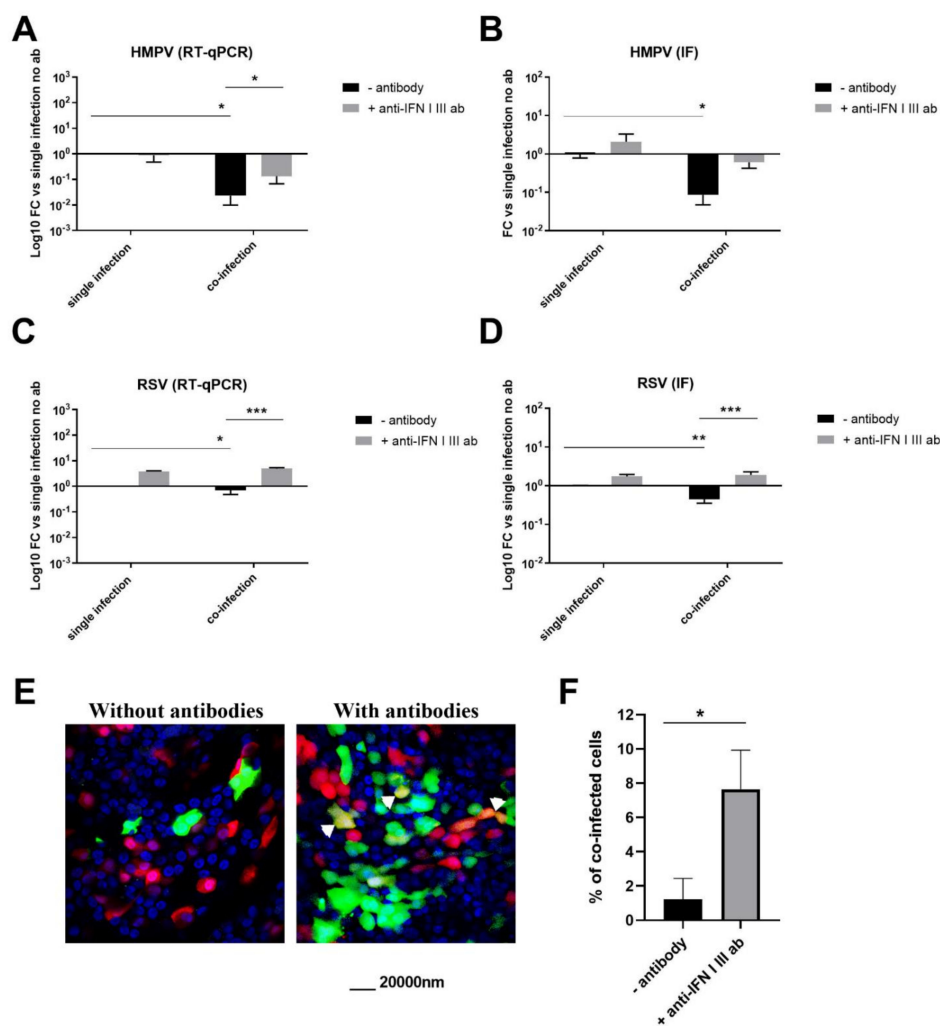 A
HMPV (RT-qPCR)
Log10 FC vs single infection no ab
10³
10²
10¹
10⁰
10⁻¹
10⁻²
10⁻³
*
*
single infection
co-infection
- antibody
+ anti-IFN I III ab
B
HMPV (IF)
FC vs single infection no ab
10²
10¹
10⁰
10⁻¹
10⁻²
*
single infection
co-infection
- antibody
+ anti-IFN I III ab
C
RSV (RT-qPCR)
Log10 FC vs single infection no ab
10³
10²
10¹
10⁰
10⁻¹
10⁻²
10⁻³
*
***
single infection
co-infection
- antibody
+ anti-IFN I III ab
D
RSV (IF)
Log10 FC vs single infection no ab
10²
10¹
10⁰
10⁻¹
10⁻²
**
***
single infection
co-infection
- antibody
+ anti-IFN I III ab
E
Without antibodies
With antibodies
20000nm
F
% of co-infected cells
12
10
8
6
4
2
0
*
- antibody
+ anti-IFN I III ab